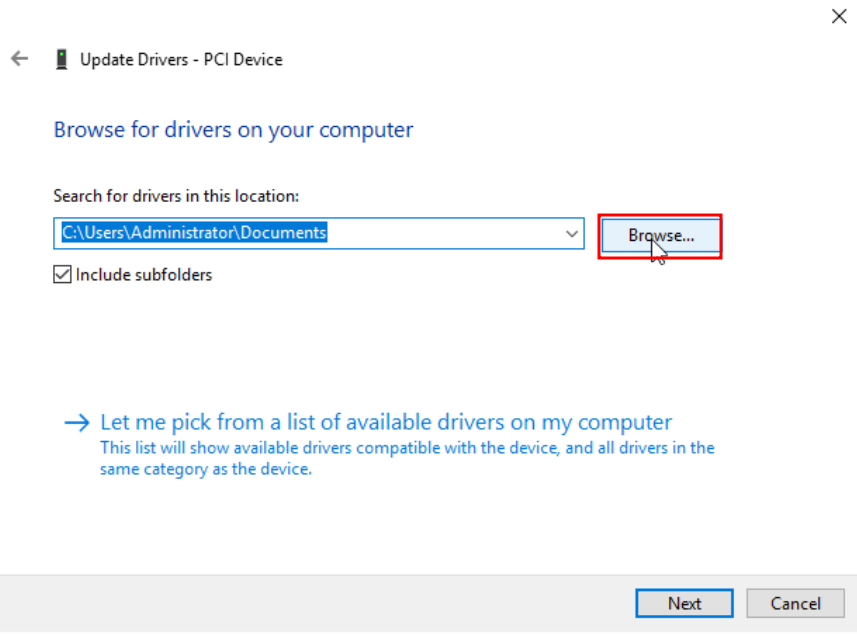 Update Drivers - PCI Device
Browse for drivers on your computer
Search for drivers in this location:
C:\Users\Administrator\Documents
Browse...
Include subfolders
Let me pick from a list of available drivers on my computer
This list will show available drivers compatible with the device, and all drivers in the
same category as the device.
Next
Cancel